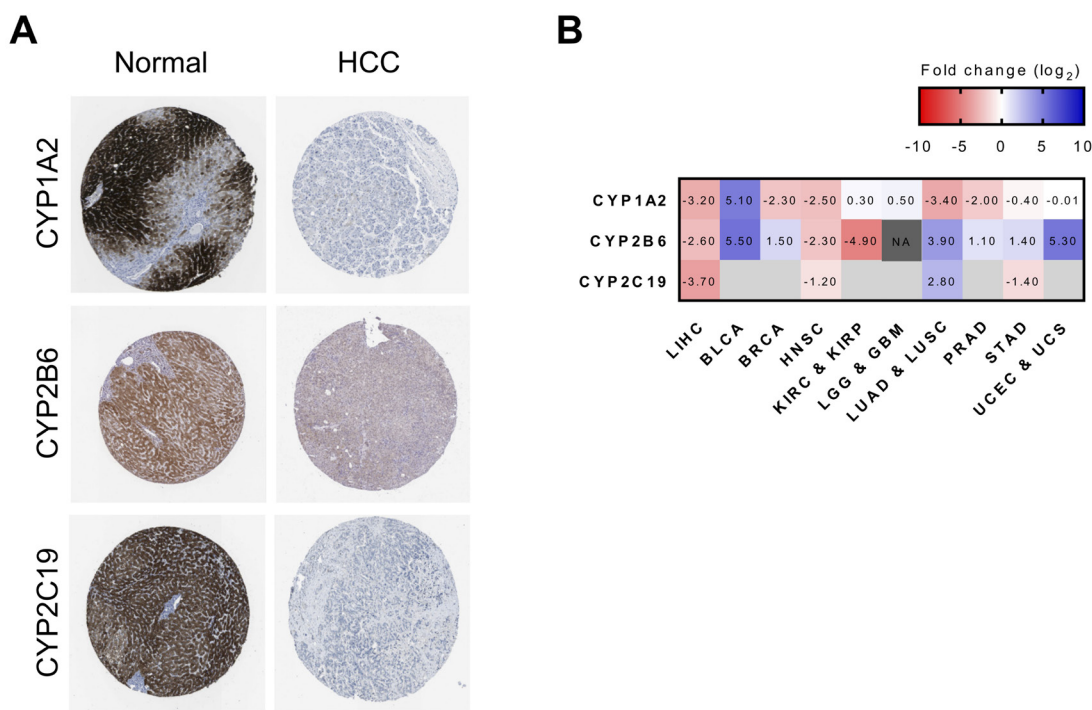 A
Normal HCC
CYP1A2
CYP2B6
CYP2C19
B
Fold change (log2)
-10 -5 0 5 10
CYP1A2 -3.20 5.10 -2.30 -2.50 0.30 0.50 -3.40 -2.00 -0.40 -0.01
CYP2B6 -2.60 5.50 1.50 -2.30 -4.90 NA 3.90 1.10 1.40 5.30
CYP2C19 -3.70 -1.20 2.80 -1.40
LIHC
BLCA
BRCA
HNSC
KIRC & KIRP
LGG & GBM
LUAD & LUSC
PRAD
STAD
UCEC & UCS